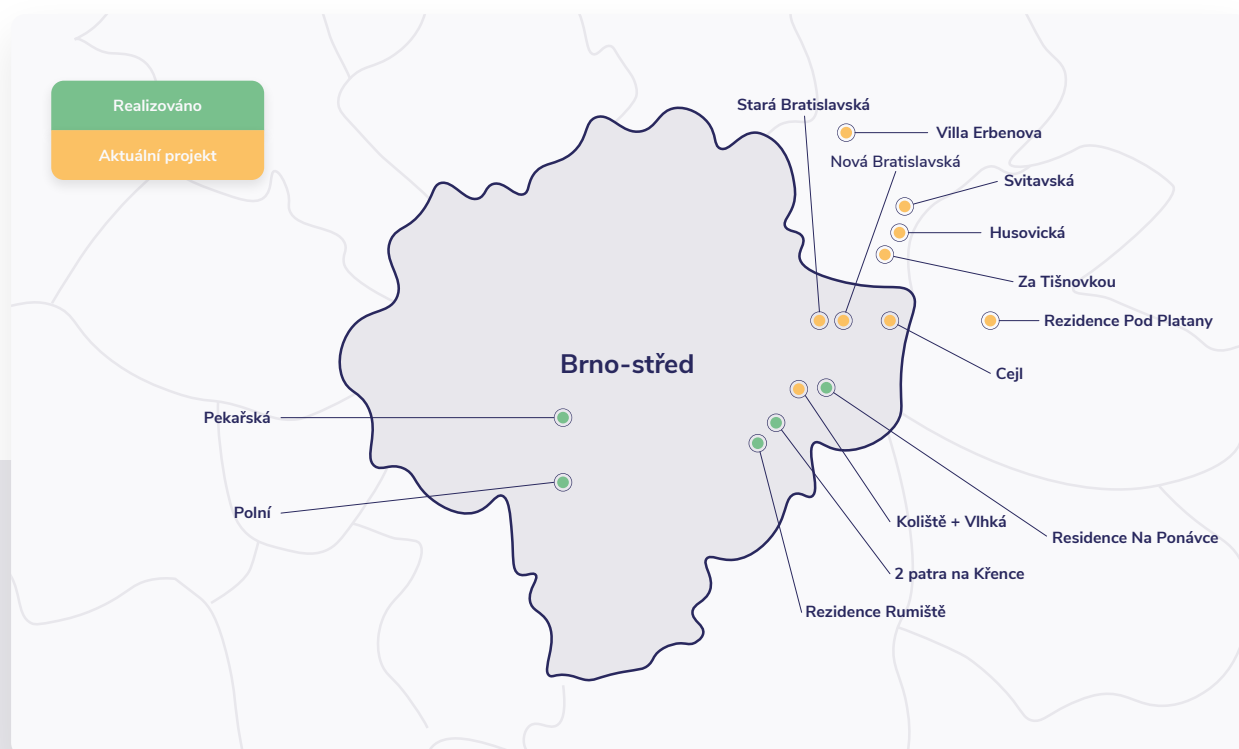 Realizováno
Aktuální projekt
Stará Bratislavská
Villa Erbenova
Nová Bratislavská
Svitavská
Husovická
Za Tišnovkou
Rezidence Pod Platany
Brno-střed
Cejl
Pekařská
Polní
Koliště + Vlhká
Residence Na Ponávce
2 patra na Křence
Rezidence Rumiště